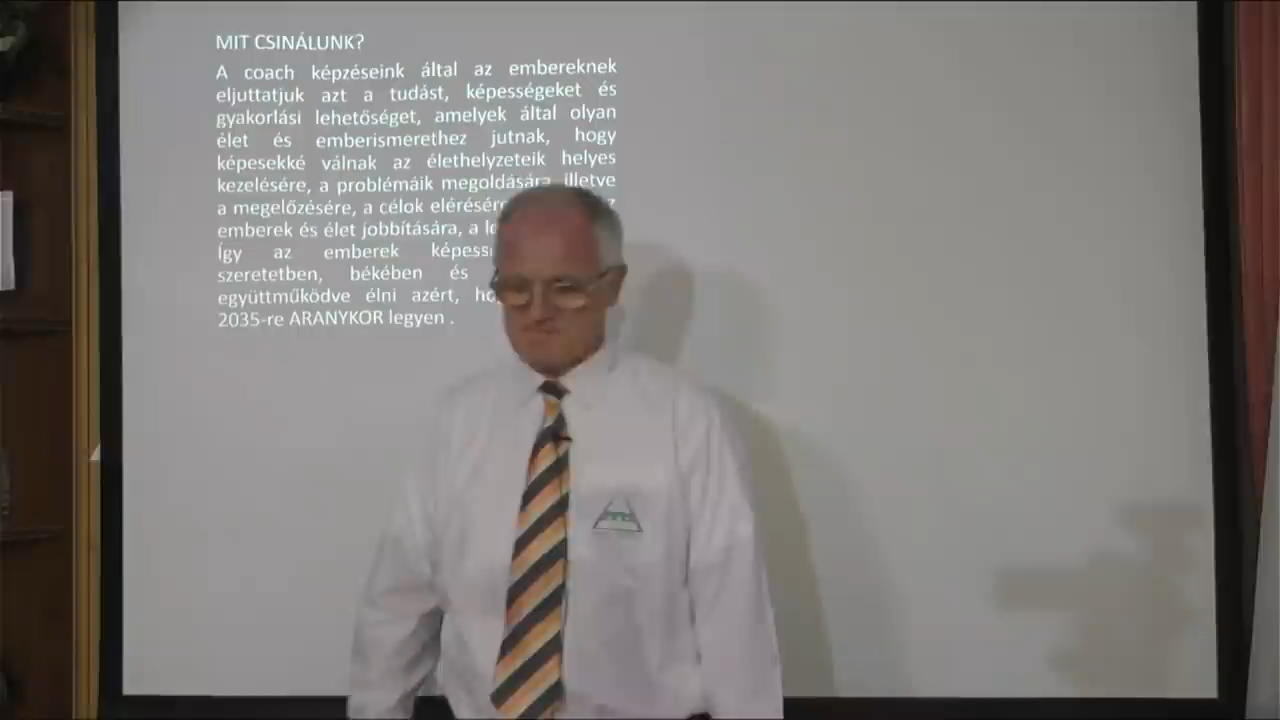 MIT CSINÁLUNK?
A coach képzéseink által az embereknek
eljuttatjuk azt a tudást, képességeket és
gyakorlási lehetőséget, amelyek által olyan
élet és emberismerethez jutnak, hogy
képesekké válnak az élethelyzeteik helyes
kezelésére, a problémáik megoldására, illetve
a megelőzésére, a célok elérésére
emberek és élet jobbítására, a
Így az emberek
szeretetben, békében és
együttműködve élni azért,
2035-re ARANYKOR legyen .